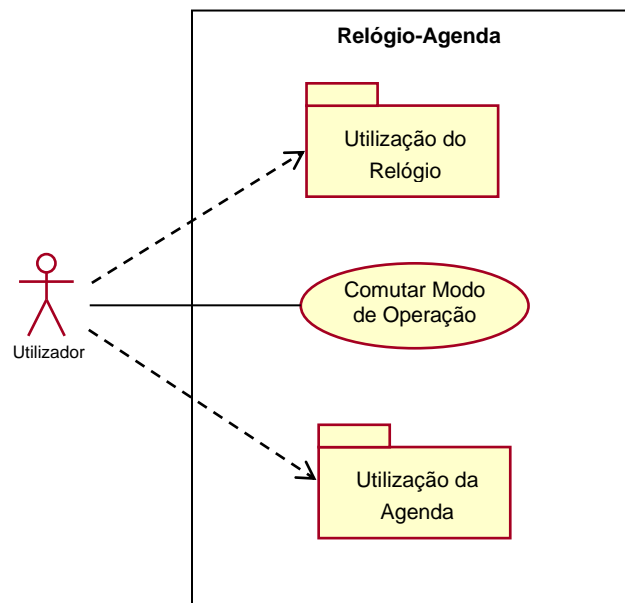 Relógio-Agenda
Utilização do
Relógio
Comutar Modo
de Operação
Utilizador
Utilização da
Agenda